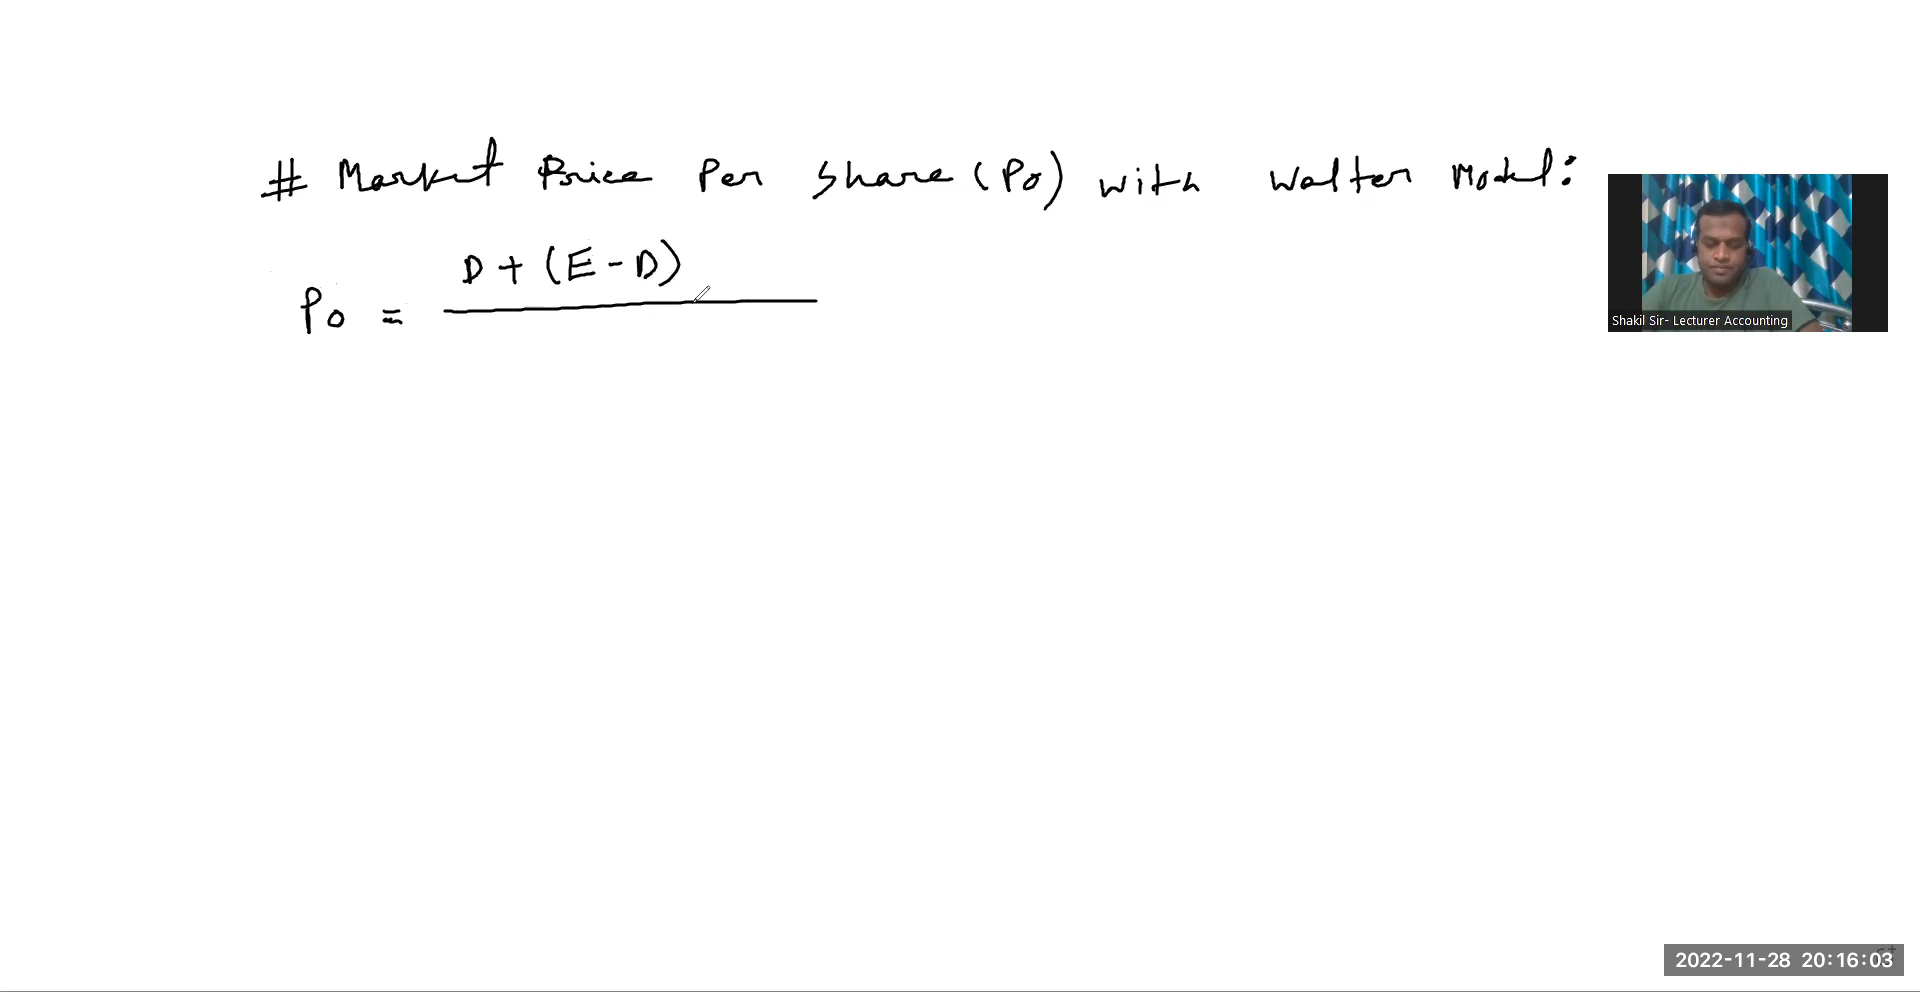 # Market Price Per Share (Po) with Walter Model:
D + (E - D)
Po =
Shakil Sir- Lecturer Accounting
2022-11-28 20:16:03